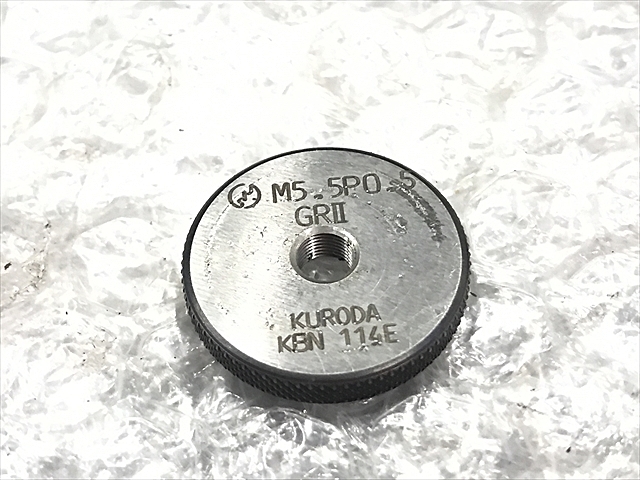 M5.5P0.5
GRII
KURODA
KBN 114E